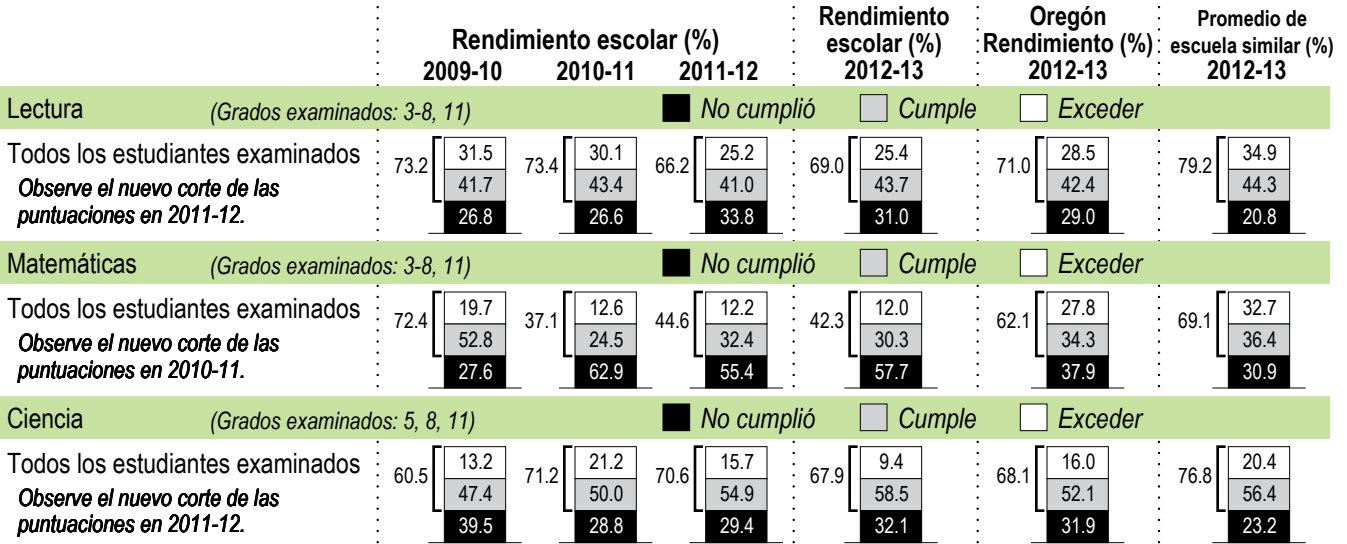 Rendimiento escolar (%)
2009-10 2010-11 2011-12
Rendimiento
escolar (%)
2012-13
Oregón
Rendimiento (%)
2012-13
Promedio de
escuela similar (%)
2012-13
Lectura (Grados examinados: 3-8, 11) No cumplió Cumple Exceder
Todos los estudiantes examinados
Observe el nuevo corte de las
puntuaciones en 2011-12.
73.2 31.5 41.7 26.8
73.4 30.1 43.4 26.6
66.2 25.2 41.0 33.8
69.0 25.4 43.7 31.0
71.0 28.5 42.4 29.0
79.2 34.9 44.3 20.8
Matemáticas (Grados examinados: 3-8, 11) No cumplió Cumple Exceder
Todos los estudiantes examinados
Observe el nuevo corte de las
puntuaciones en 2010-11.
72.4 19.7 52.8 27.6
37.1 12.6 24.5 62.9
44.6 12.2 32.4 55.4
42.3 12.0 30.3 57.7
62.1 27.8 34.3 37.9
69.1 32.7 36.4 30.9
Ciencia (Grados examinados: 5, 8, 11) No cumplió Cumple Exceder
Todos los estudiantes examinados
Observe el nuevo corte de las
puntuaciones en 2011-12.
60.5 13.2 47.4 39.5
71.2 21.2 50.0 28.8
70.6 15.7 54.9 29.4
67.9 9.4 58.5 32.1
68.1 16.0 52.1 31.9
76.8 20.4 56.4 23.2